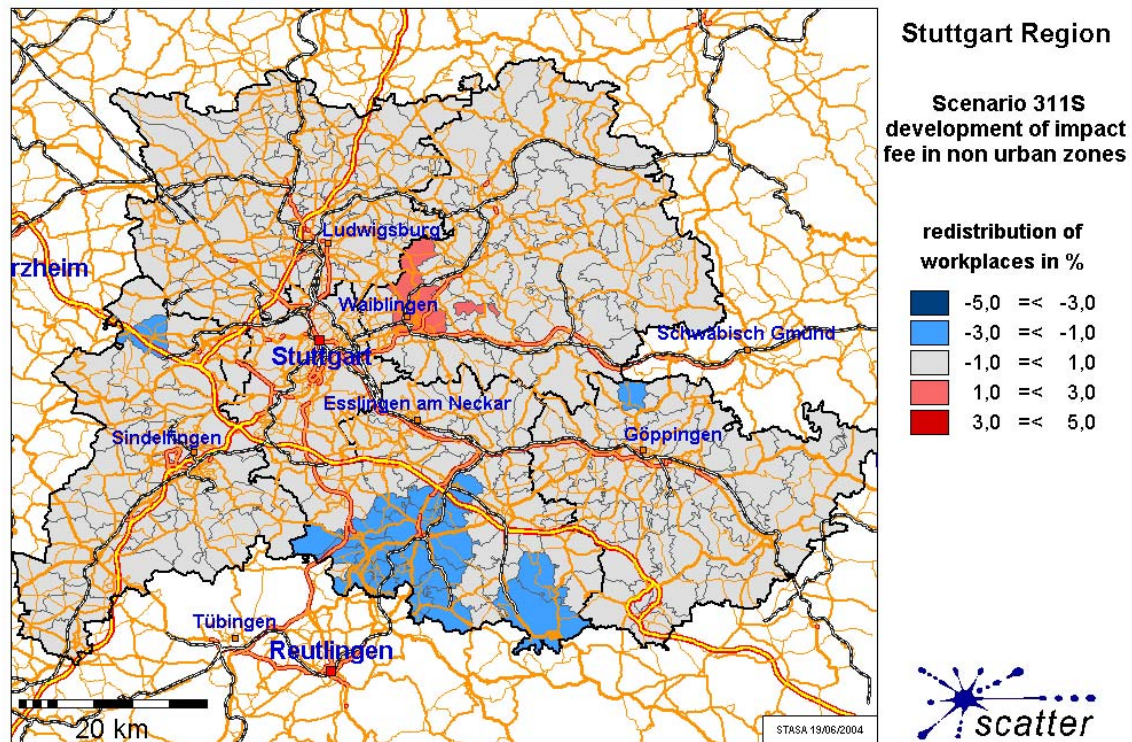 Stuttgart Region
Scenario 311S
development of impact
fee in non urban zones
redistribution of
workplaces in %
-5,0 =< -3,0
-3,0 =< -1,0
-1,0 =< 1,0
1,0 =< 3,0
3,0 =< 5,0
Ludwigsburg
rzheim
Waiblingen
Schwäbisch Gmünd
Stuttgart
Esslingen am Neckar
Göppingen
Sindelfingen
Tübingen
Reutlingen
20 km
STASA 19/06/2004
scatter